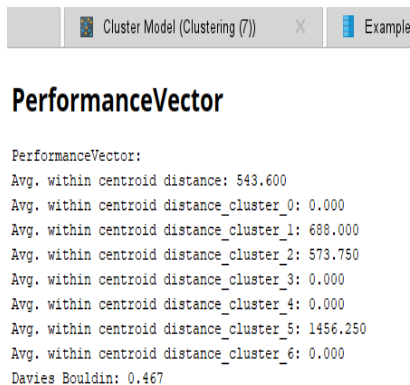 Cluster Model (Clustering (7))
Example
PerformanceVector
PerformanceVector:
Avg. within centroid distance: 543.600
Avg. within centroid distance_cluster_0: 0.000
Avg. within centroid distance_cluster_1: 688.000
Avg. within centroid distance_cluster_2: 573.750
Avg. within centroid distance_cluster_3: 0.000
Avg. within centroid distance_cluster_4: 0.000
Avg. within centroid distance_cluster_5: 1456.250
Avg. within centroid distance_cluster_6: 0.000
Davies Bouldin: 0.467